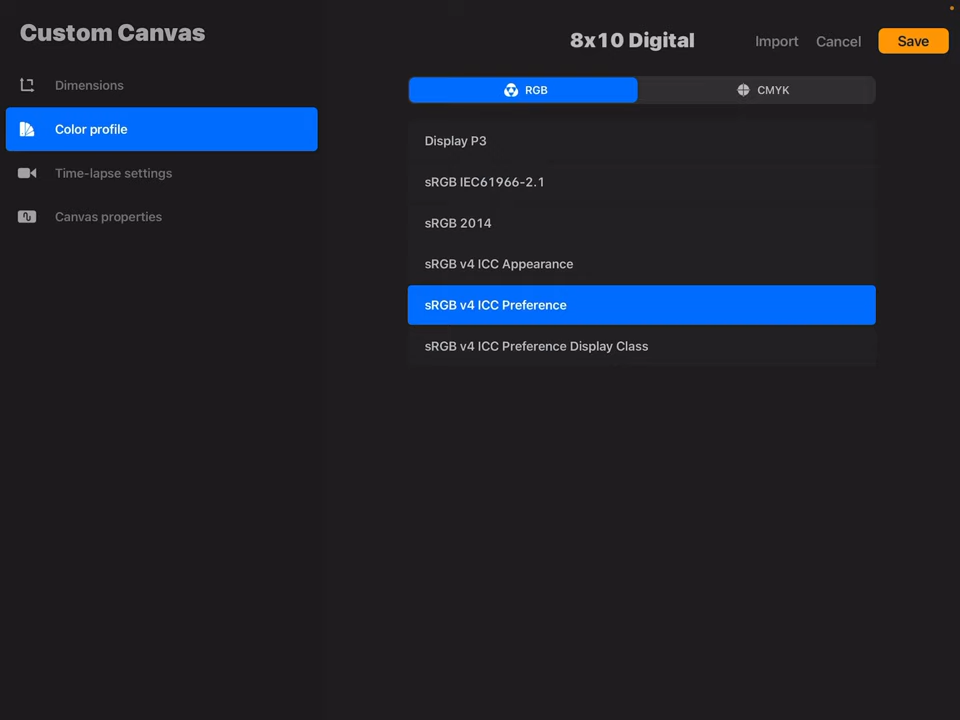 Custom Canvas
Dimensions
Color profile
Time-lapse settings
Canvas properties
8x10 Digital
Import
Cancel
Save
RGB
CMYK
Display P3
sRGB IEC61966-2.1
sRGB 2014
sRGB v4 ICC Appearance
sRGB v4 ICC Preference
sRGB v4 ICC Preference Display Class